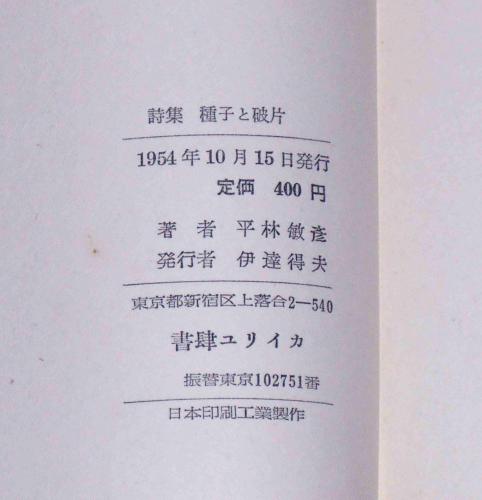 詩集 種子と破片
1954年10月15日発行
定価 400円
著者 平林敏彦
発行者 伊達得夫
東京都新宿区上落合2—540
書肆ユリイカ
振替東京102751番
日本印刷工業製作